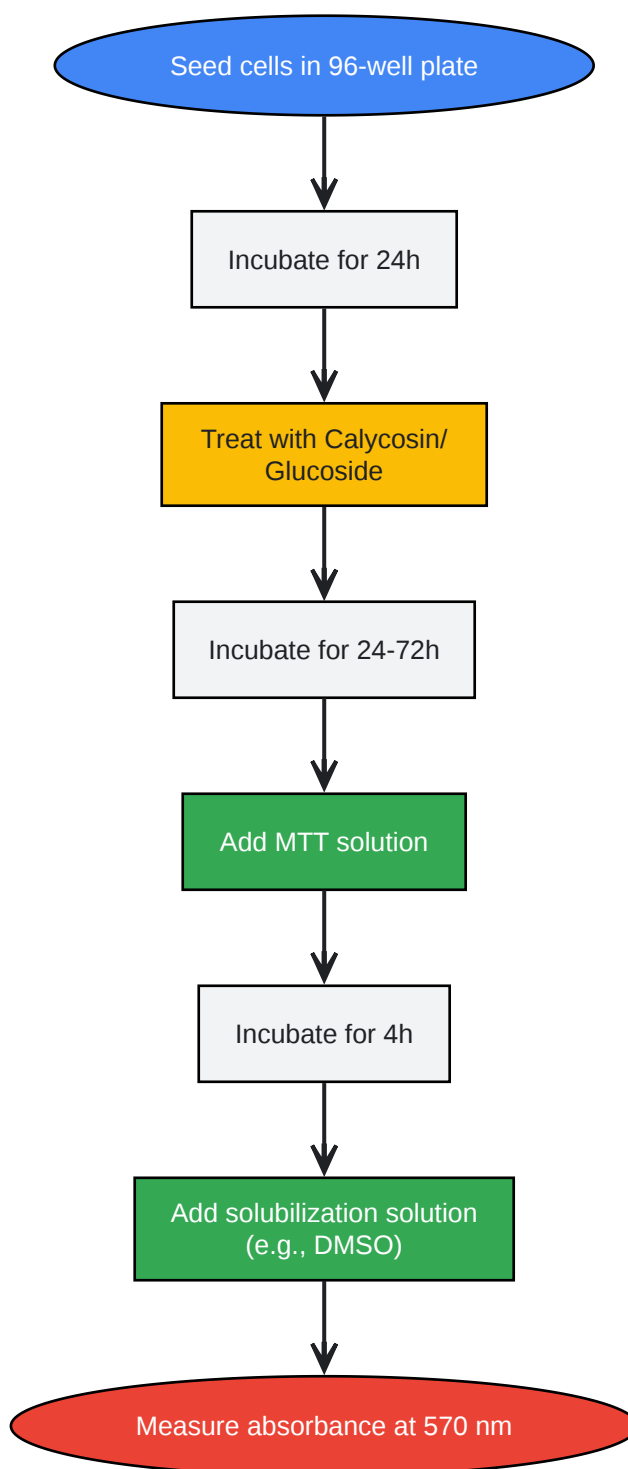 Seed cells in 96-well plate
Incubate for 24h
Treat with Calycosin/
Glucoside
Incubate for 24-72h
Add MTT solution
Incubate for 4h
Add solubilization solution
(e.g., DMSO)
Measure absorbance at 570 nm